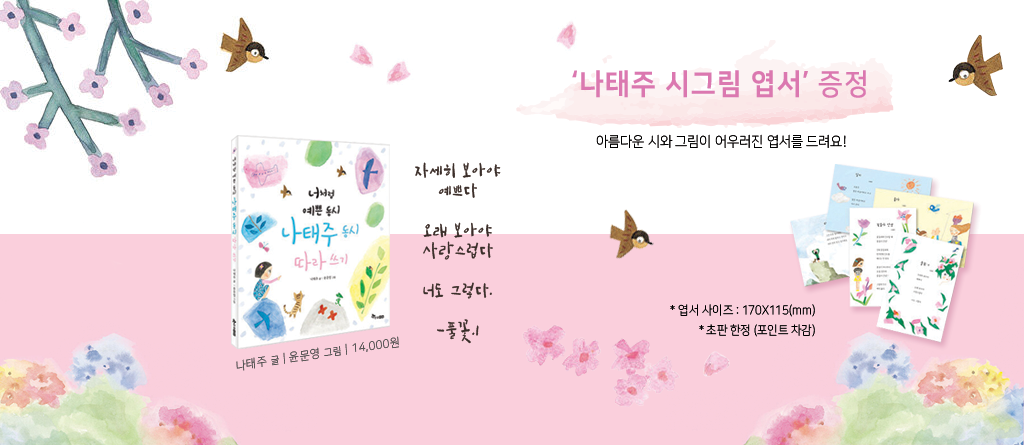 '나태주 시그림 엽서' 증정
아름다운 시와 그림이 어우러진 엽서를 드려요!
너처럼
예쁜 동시
나태주 동시
따라 쓰기
자세히 보아야
예쁘다
오래 보아야
사랑스럽다
너도 그렇다.
-풀꽃.1
나태주 글 | 윤문영 그림 | 14,000원
* 엽서 사이즈 : 170X115(mm)
* 초판 한정 (포인트 차감)